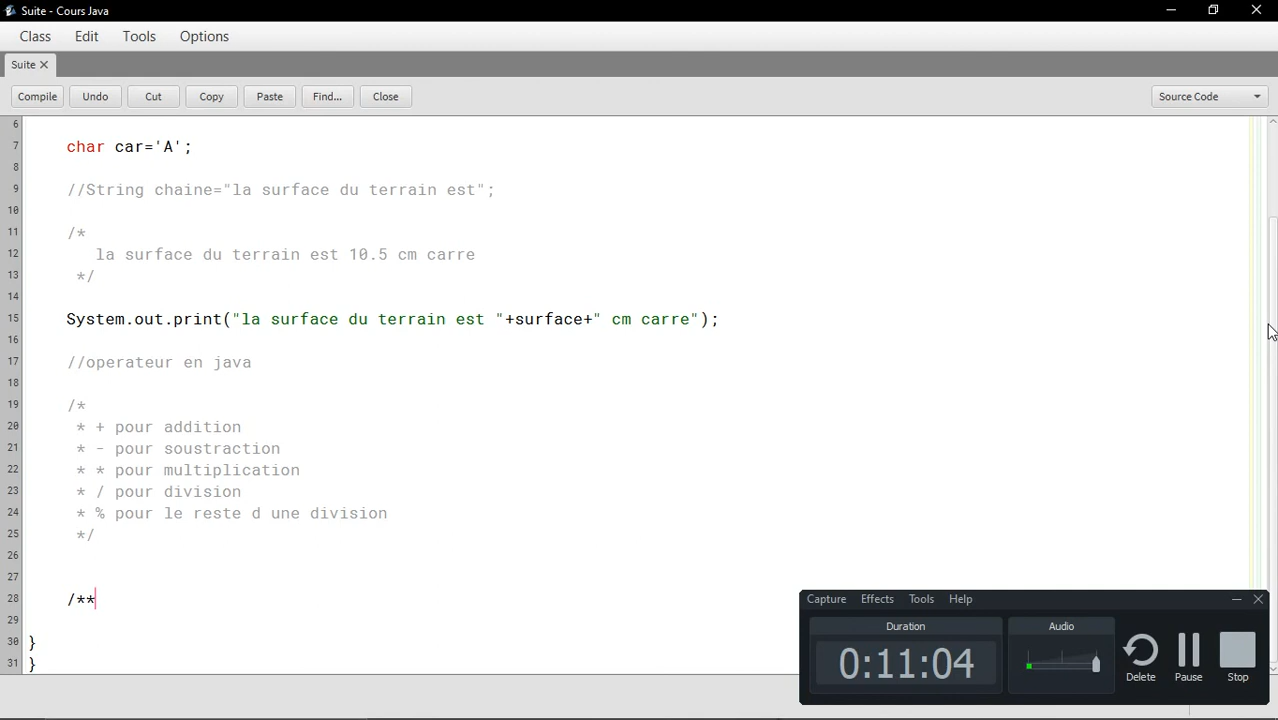 Suite - Cours Java
Class Edit Tools Options
Suite
Compile Undo Cut Copy Paste Find... Close Source Code
6
7 char car='A';
8
9 //String chaine="la surface du terrain est";
10
11 /*
12 la surface du terrain est 10.5 cm carre
13 */
14
15 System.out.print("la surface du terrain est "+surface+" cm carre");
16
17 //operateur en java
18
19 /*
20 * + pour addition
21 * - pour soustraction
22 * * pour multiplication
23 * / pour division
24 * % pour le reste d une division
25 */
26
27
28 /**
29
30 }
31 }
Capture Effects Tools Help
Duration Audio
0:11:04
Delete Pause Stop